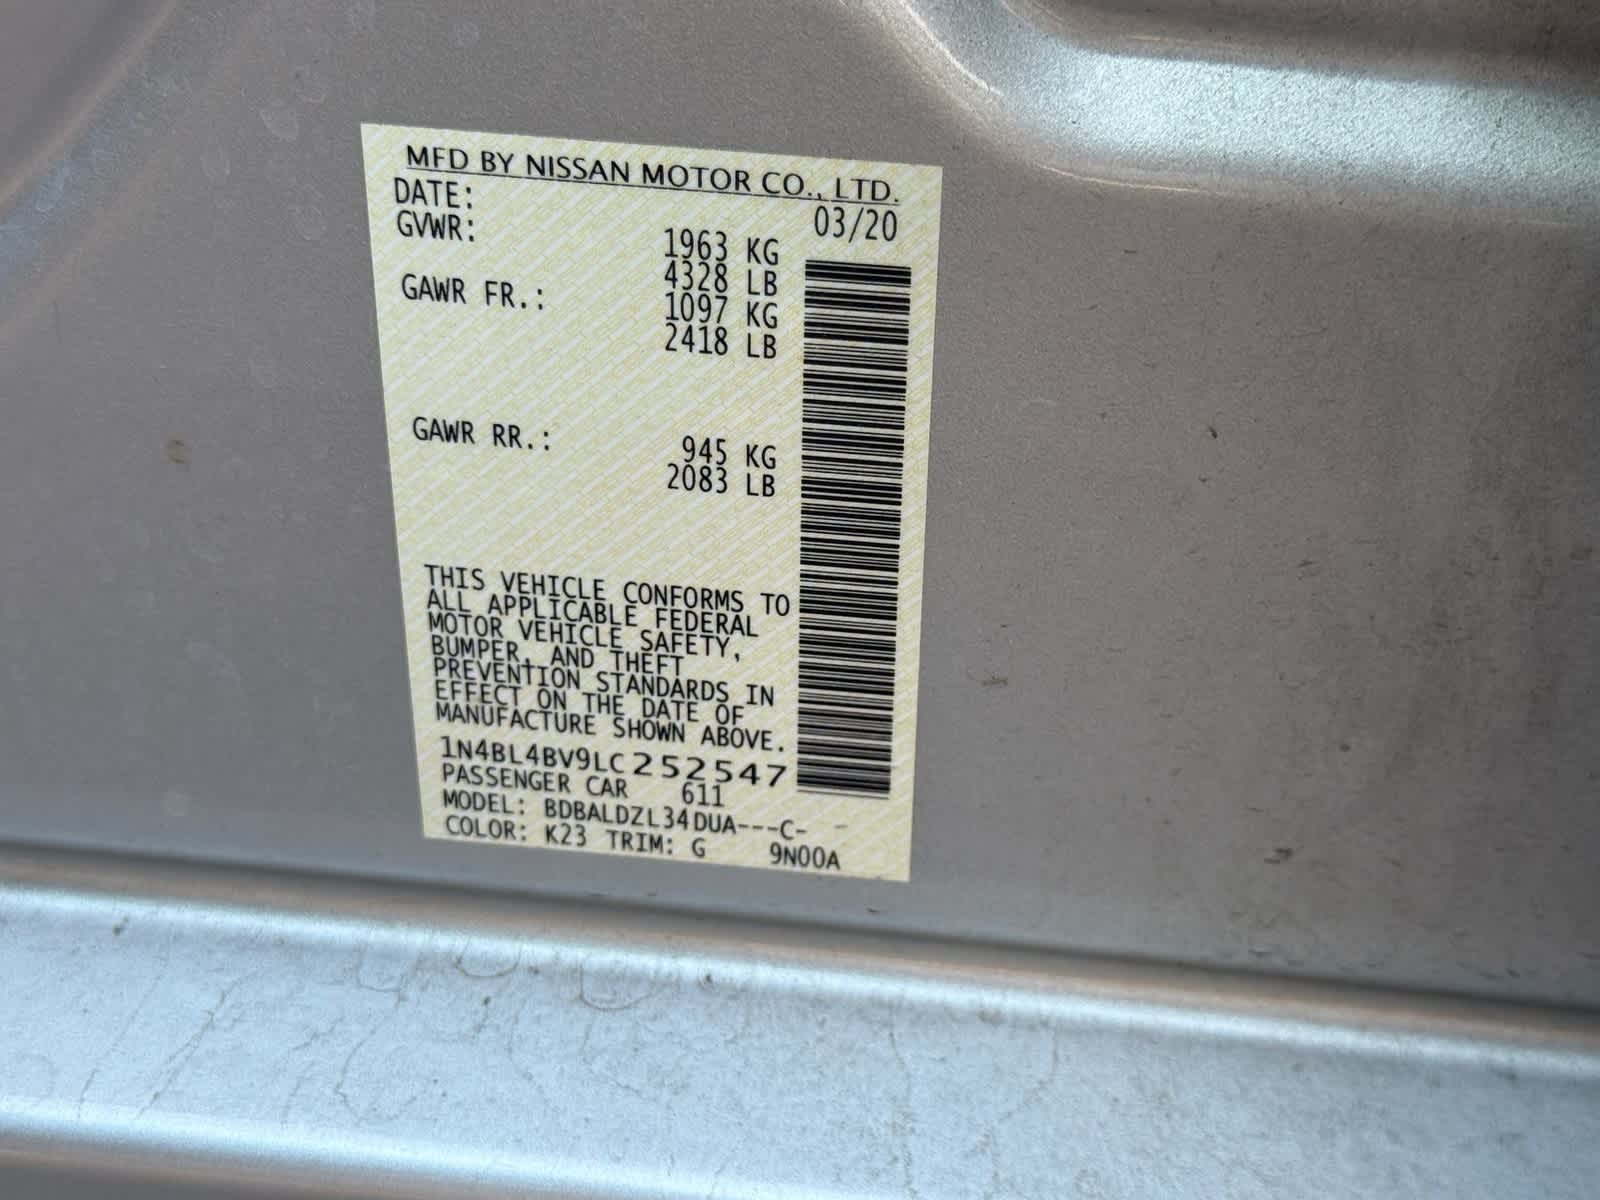 MFD BY NISSAN MOTOR CO., LTD.
DATE: 03/20
GVWR: 1963 KG
4328 LB
GAWR FR.: 1097 KG
2418 LB
GAWR RR.: 945 KG
2083 LB
THIS VEHICLE CONFORMS TO
ALL APPLICABLE FEDERAL
MOTOR VEHICLE SAFETY,
BUMPER, AND THEFT
PREVENTION STANDARDS IN
EFFECT ON THE DATE OF
MANUFACTURE SHOWN ABOVE.
1N4BL4BV9LC252547
PASSENGER CAR 611
MODEL: BDBALDZL34DUA---C- -
COLOR: K23 TRIM: G 9N00A